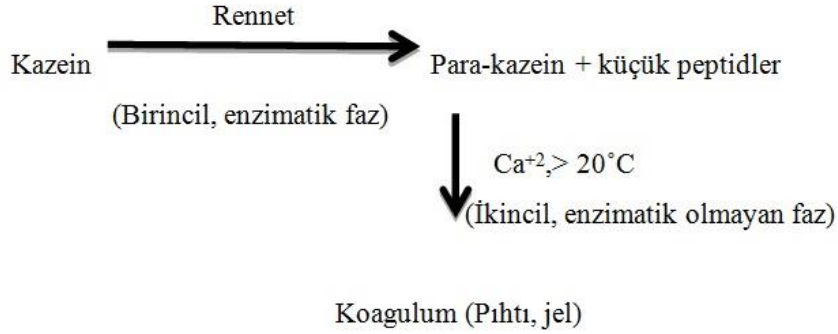 Rennet
Kazein
Para-kazein + küçük peptidler
(Birincil, enzimatik faz)
Ca⁺²,> 20˚C
(İkincil, enzimatik olmayan faz)
Koagulum (Pıhtı, jel)